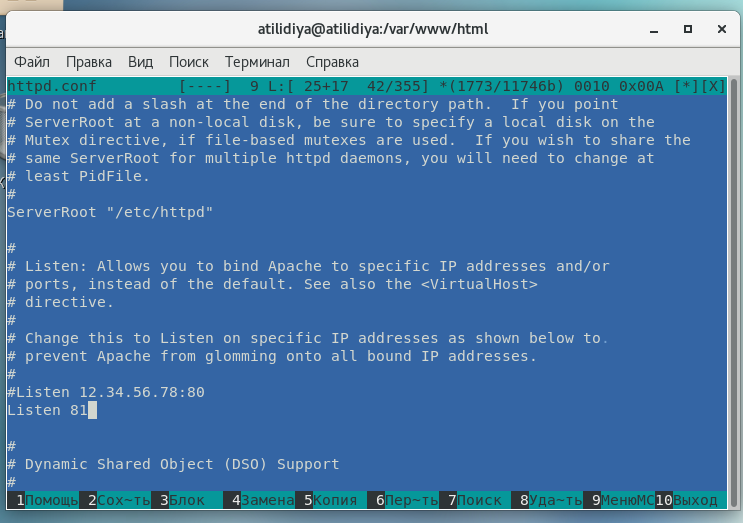 atilidiya@atilidiya:/var/www/html
Файл Правка Вид Поиск Терминал Справка
httpd.conf [----] 9 L:[ 25+17 42/355] *(1773/11746b) 0010 0x00A [*][X]
# Do not add a slash at the end of the directory path.  If you point
# ServerRoot at a non-local disk, be sure to specify a local disk on the
# Mutex directive, if file-based mutexes are used.  If you wish to share the
# same ServerRoot for multiple httpd daemons, you will need to change at
# least PidFile.
#
ServerRoot "/etc/httpd"
#
# Listen: Allows you to bind Apache to specific IP addresses and/or
# ports, instead of the default. See also the <VirtualHost>
# directive.
#
# Change this to Listen on specific IP addresses as shown below to.
# prevent Apache from glomming onto all bound IP addresses.
#
#Listen 12.34.56.78:80
Listen 81
#
# Dynamic Shared Object (DSO) Support
#
1Помощь 2Сох~ть 3Блок 4Замена 5Копия 6Пер~ть 7Поиск 8Уда~ть 9МенюМС 10Выход